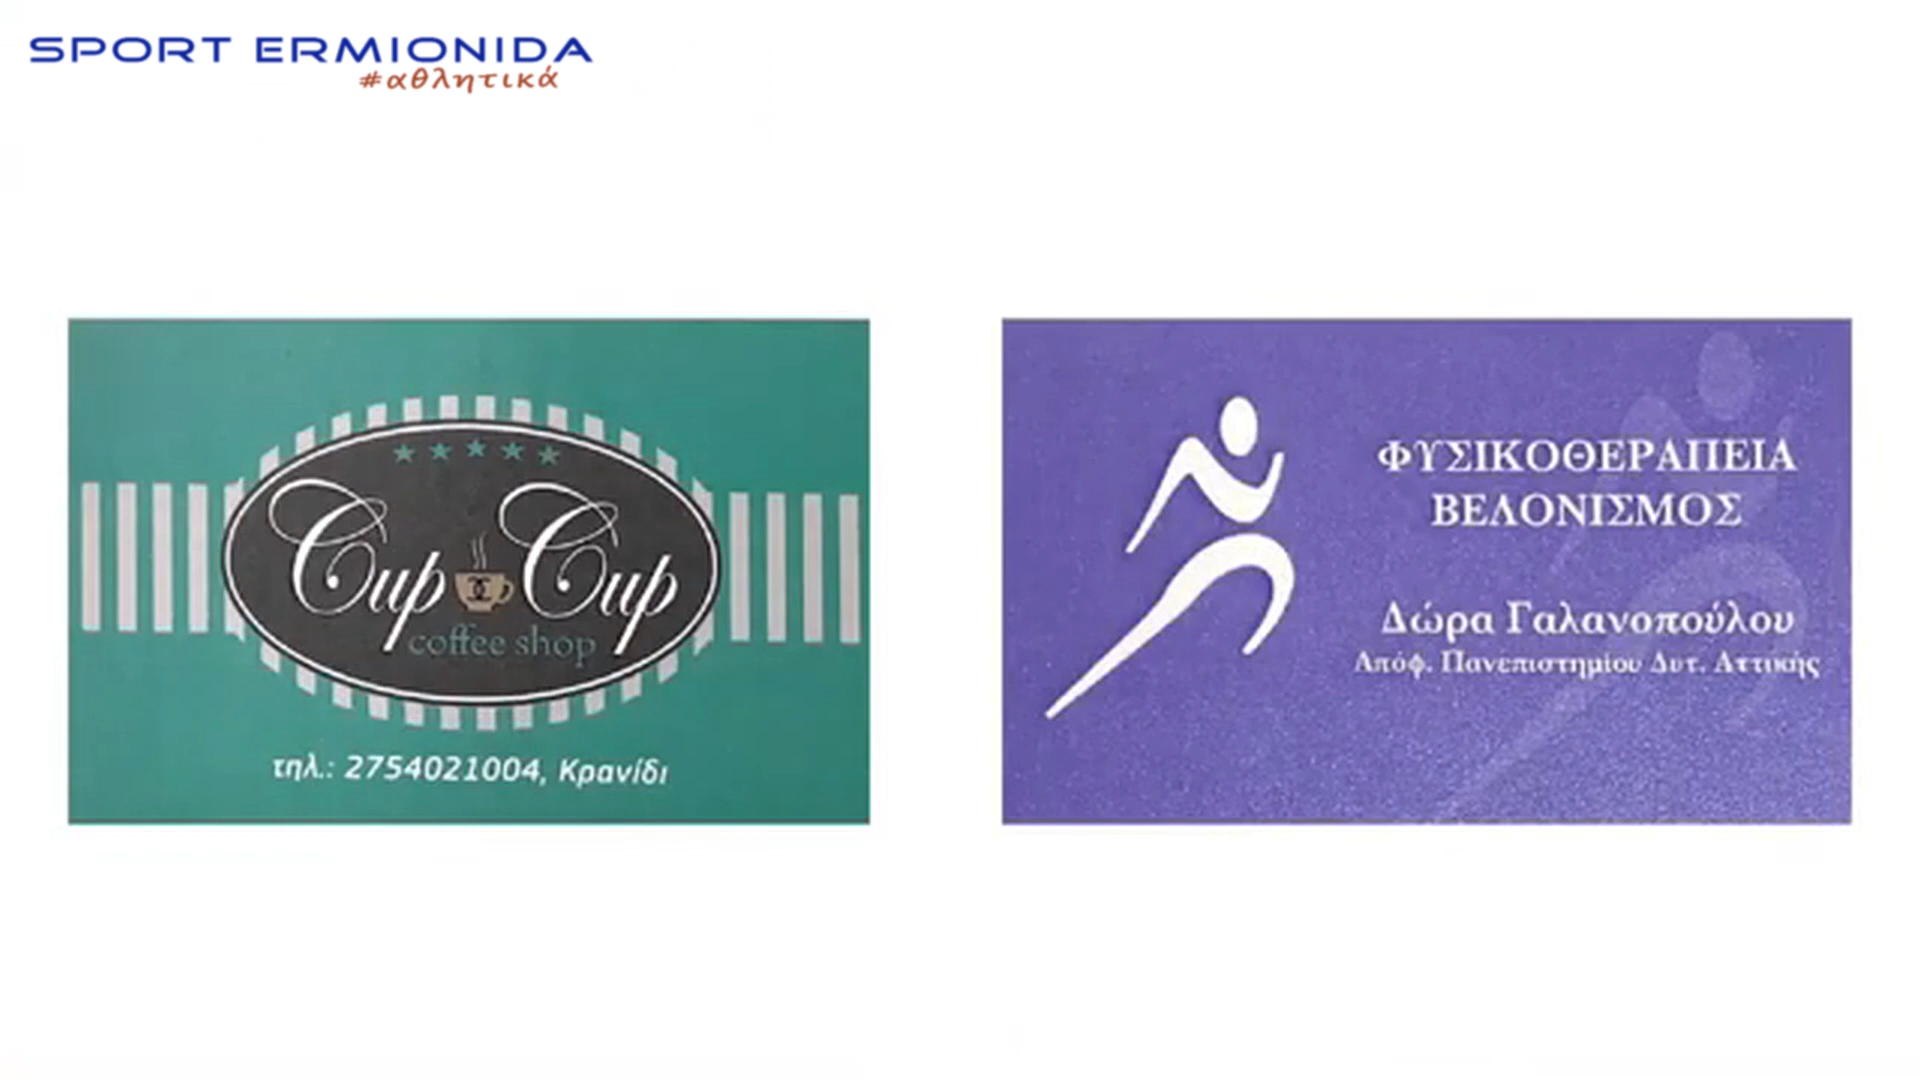 SPORT ERMIONIDA
#αθλητικά
Cup Cup
coffee shop
τηλ.: 2754021004, Κρανίδι
ΦΥΣΙΚΟΘΕΡΑΠΕΙΑ
ΒΕΛΟΝΙΣΜΟΣ
Δώρα Γαλανοπούλου
Απόφ. Πανεπιστημίου Δυτ. Αττικής